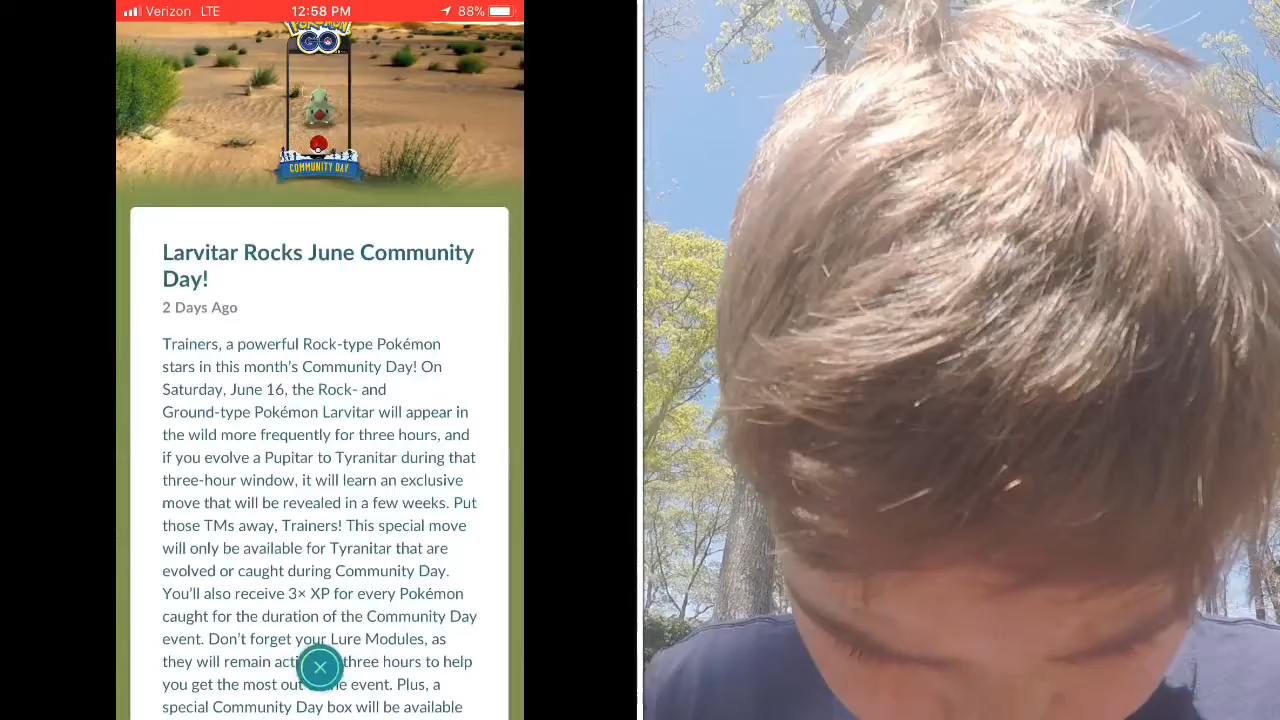 Verizon LTE 12:58 PM 88%
POKÉMON
GO
COMMUNITY DAY
Larvitar Rocks June Community
Day!
2 Days Ago
Trainers, a powerful Rock-type Pokémon
stars in this month's Community Day! On
Saturday, June 16, the Rock- and
Ground-type Pokémon Larvitar will appear in
the wild more frequently for three hours, and
if you evolve a Pupitar to Tyranitar during that
three-hour window, it will learn an exclusive
move that will be revealed in a few weeks. Put
those TMs away, Trainers! This special move
will only be available for Tyranitar that are
evolved or caught during Community Day.
You'll also receive 3× XP for every Pokémon
caught for the duration of the Community Day
event. Don't forget your Lure Modules, as
they will remain three hours to help
you get the most event. Plus, a
special Community Day box will be available